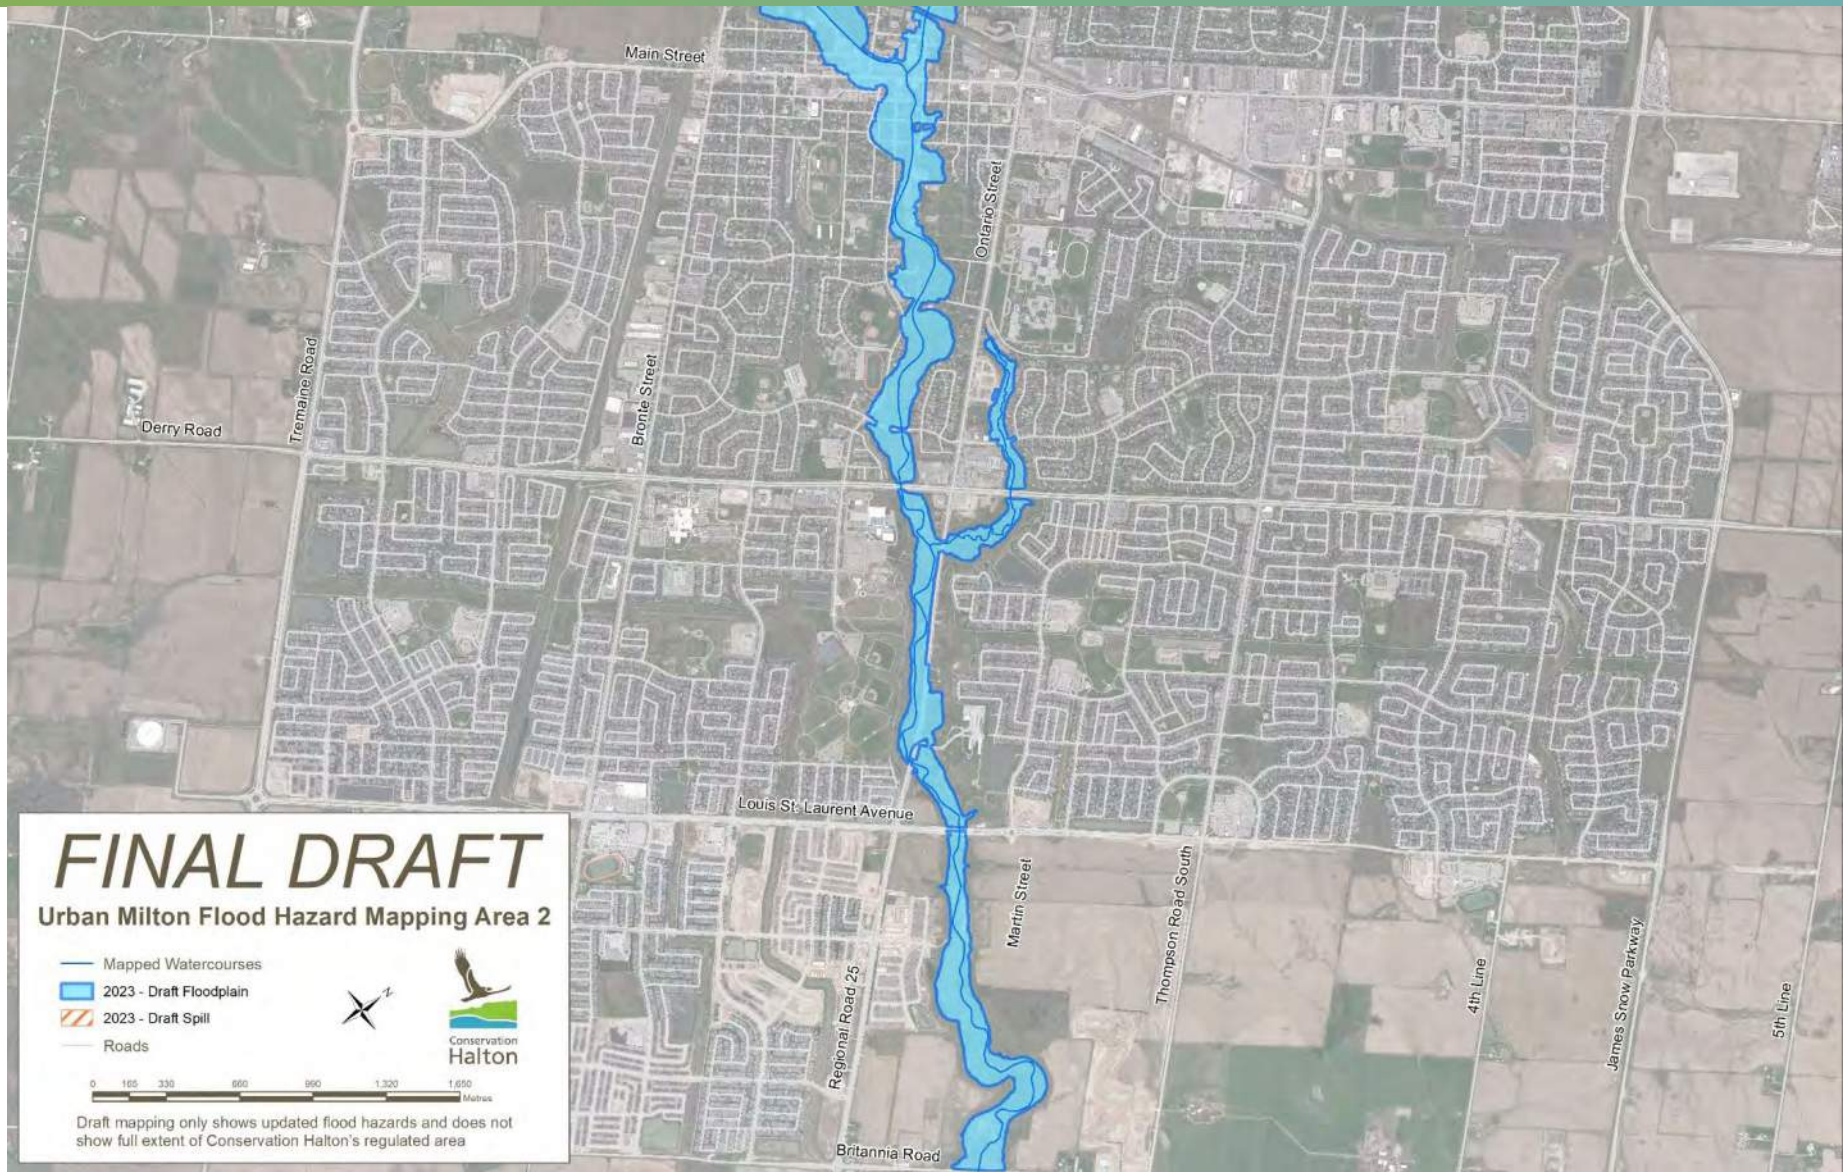 Main Street
Ontario Street
Tremaine Road
Bronte Street
Derry Road
Louis St. Laurent Avenue
Martin Street
Thompson Road South
4th Line
James Snow Parkway
5th Line
Regional Road 25
Britannia Road
FINAL DRAFT
Urban Milton Flood Hazard Mapping Area 2
Mapped Watercourses
2023 - Draft Floodplain
2023 - Draft Spill
Roads
Z
Conservation
Halton
0 165 330 660 990 1,320 1,650
Metres
Draft mapping only shows updated flood hazards and does not
show full extent of Conservation Halton's regulated area